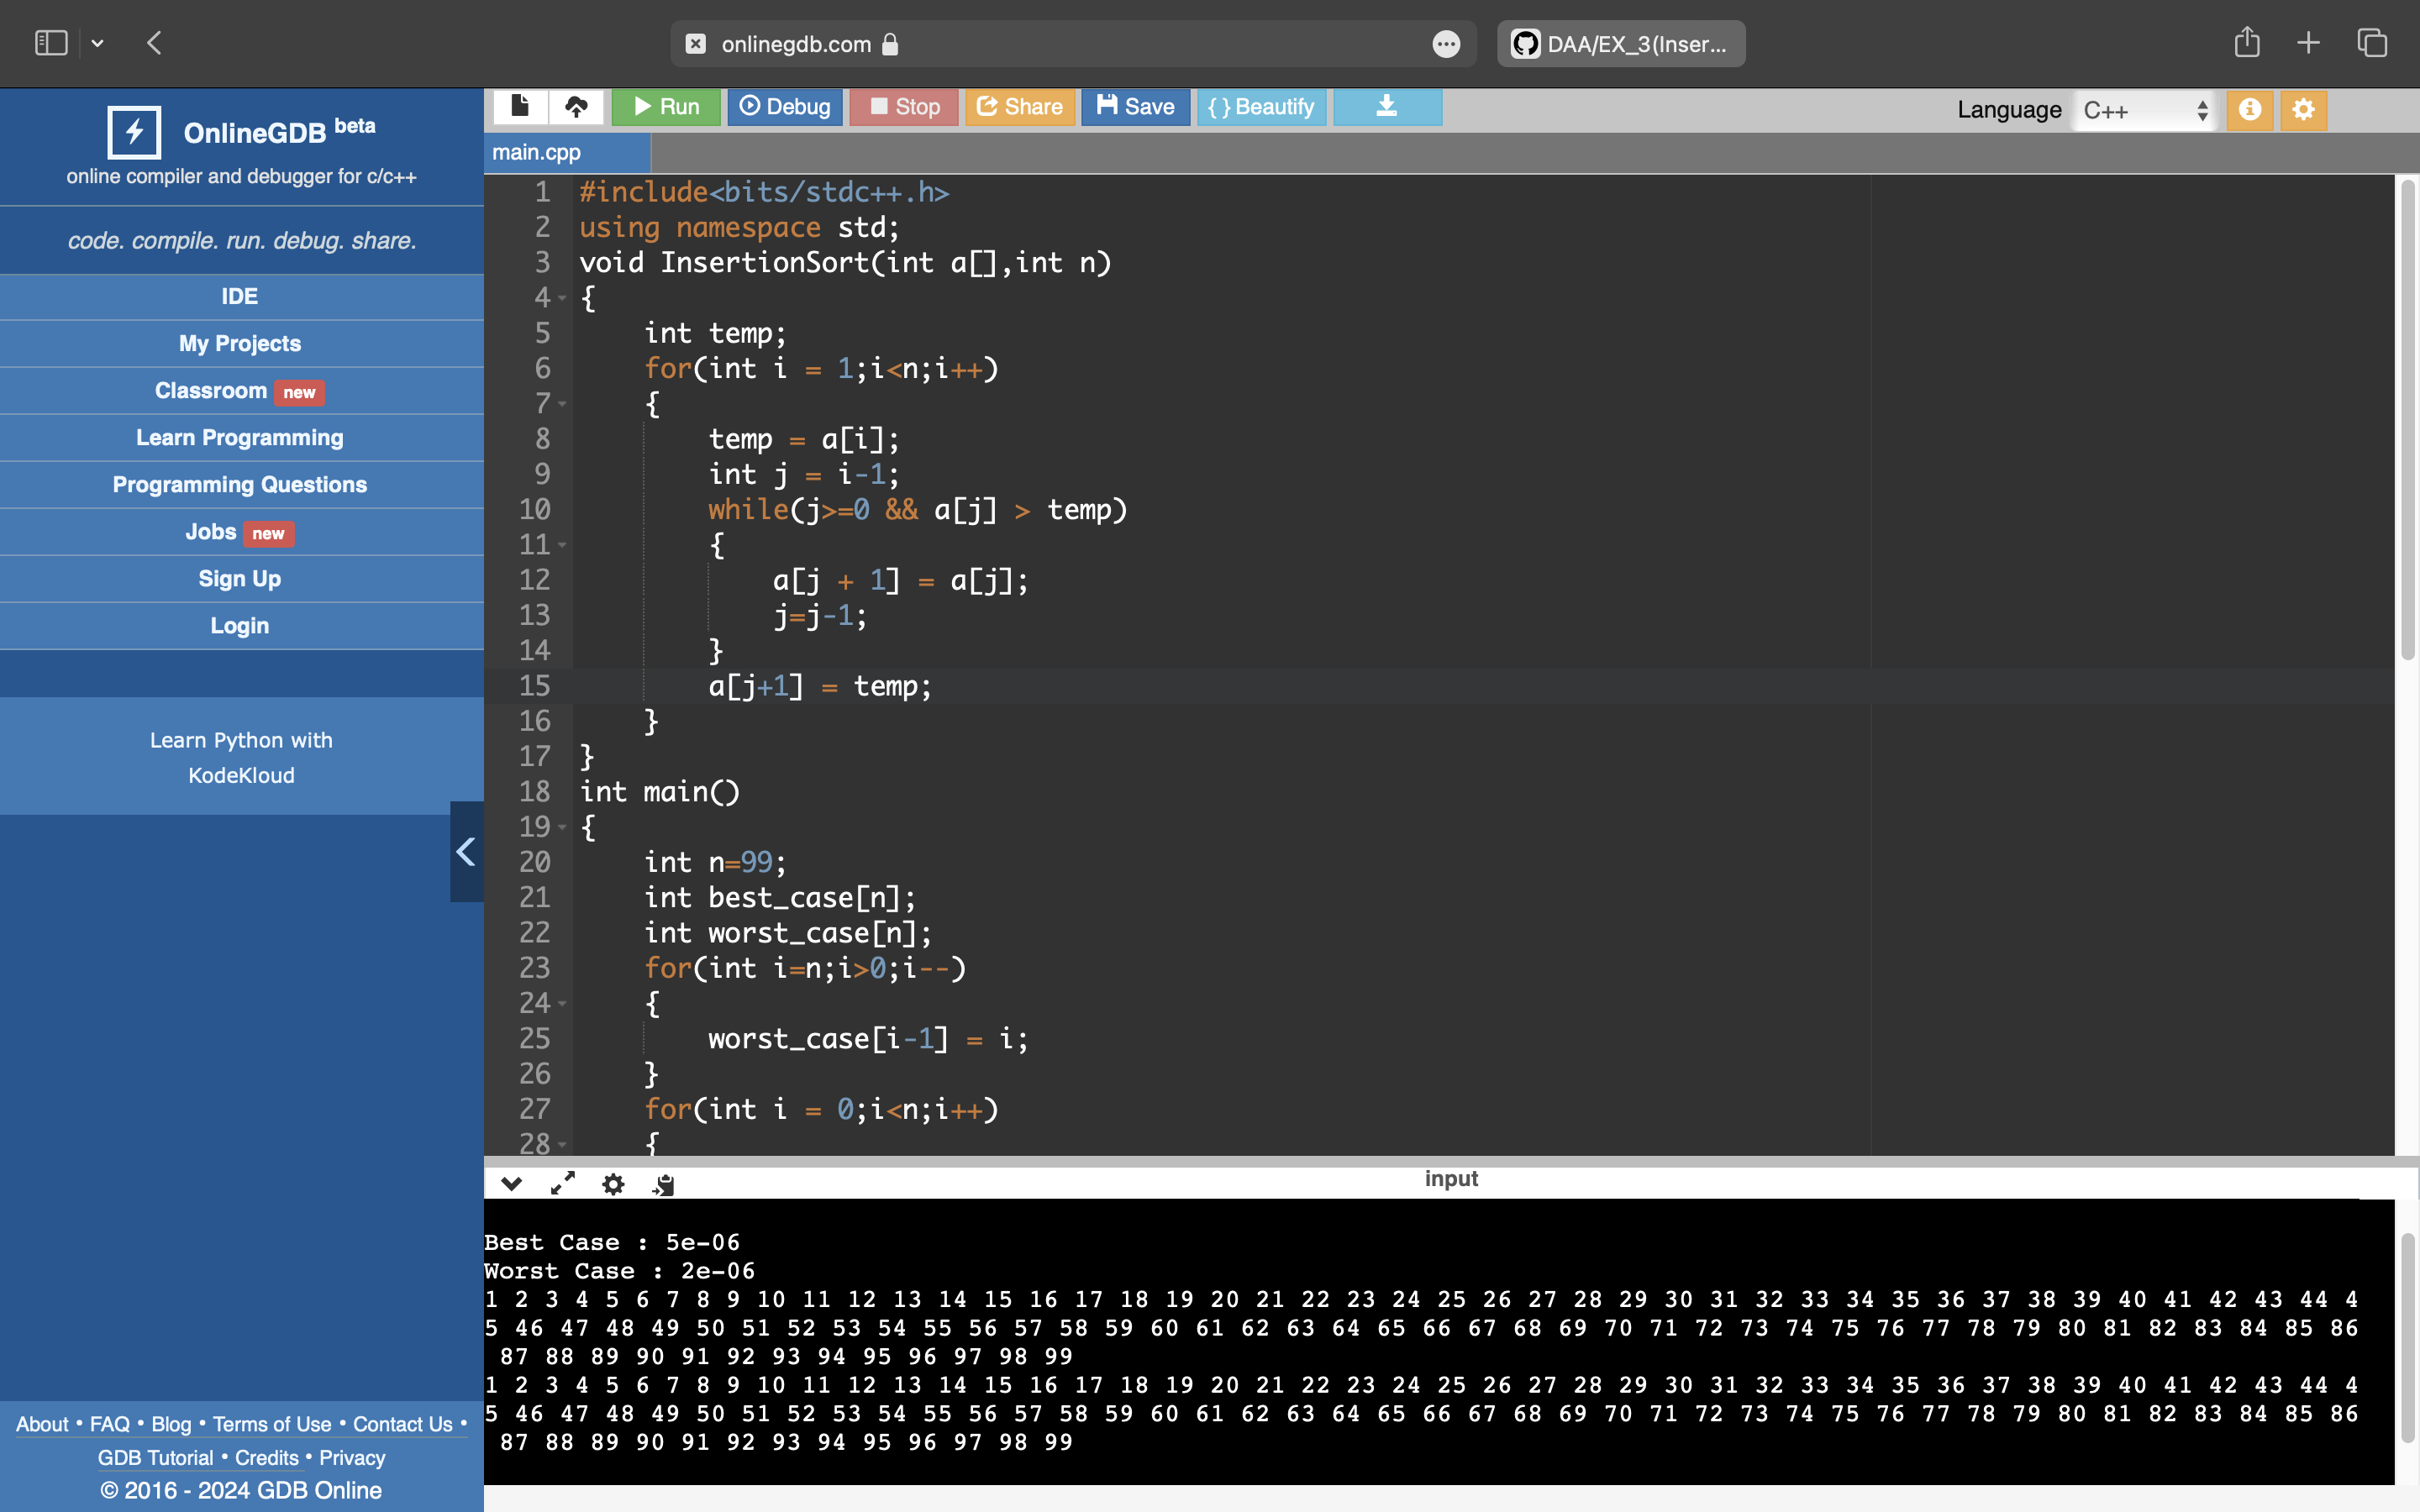 onlinegdb.com
DAA/EX_3(Inser...
OnlineGDB beta
online compiler and debugger for c/c++
code. compile. run. debug. share.
IDE
My Projects
Classroom new
Learn Programming
Programming Questions
Jobs new
Sign Up
Login
Learn Python with
KodeKloud
About • FAQ • Blog • Terms of Use • Contact Us •
GDB Tutorial • Credits • Privacy
© 2016 - 2024 GDB Online
Run Debug Stop Share Save { } Beautify
Language C++
main.cpp
1 #include<bits/stdc++.h>
2 using namespace std;
3 void InsertionSort(int a[],int n)
4 {
5 int temp;
6 for(int i = 1;i<n;i++)
7 {
8 temp = a[i];
9 int j = i-1;
10 while(j>=0 && a[j] > temp)
11 {
12 a[j + 1] = a[j];
13 j=j-1;
14 }
15 a[j+1] = temp;
16 }
17 }
18 int main()
19 {
20 int n=99;
21 int best_case[n];
22 int worst_case[n];
23 for(int i=n;i>0;i--)
24 {
25 worst_case[i-1] = i;
26 }
27 for(int i = 0;i<n;i++)
28 {
input
Best Case : 5e-06
Worst Case : 2e-06
1 2 3 4 5 6 7 8 9 10 11 12 13 14 15 16 17 18 19 20 21 22 23 24 25 26 27 28 29 30 31 32 33 34 35 36 37 38 39 40 41 42 43 44 4
5 46 47 48 49 50 51 52 53 54 55 56 57 58 59 60 61 62 63 64 65 66 67 68 69 70 71 72 73 74 75 76 77 78 79 80 81 82 83 84 85 86
87 88 89 90 91 92 93 94 95 96 97 98 99
1 2 3 4 5 6 7 8 9 10 11 12 13 14 15 16 17 18 19 20 21 22 23 24 25 26 27 28 29 30 31 32 33 34 35 36 37 38 39 40 41 42 43 44 4
5 46 47 48 49 50 51 52 53 54 55 56 57 58 59 60 61 62 63 64 65 66 67 68 69 70 71 72 73 74 75 76 77 78 79 80 81 82 83 84 85 86
87 88 89 90 91 92 93 94 95 96 97 98 99